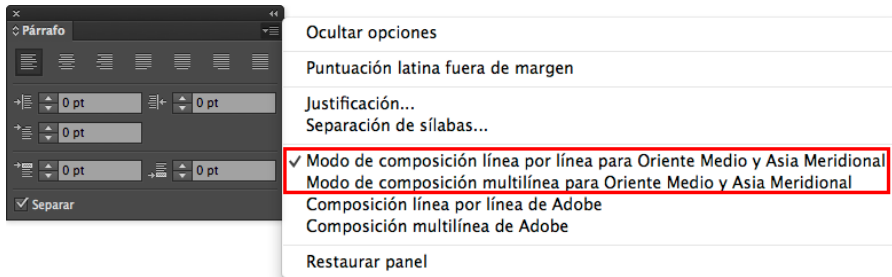 Párrafo
0 pt
0 pt
0 pt
0 pt
0 pt
Separar
Ocultar opciones
Puntuación latina fuera de margen
Justificación...
Separación de sílabas...
✓ Modo de composición línea por línea para Oriente Medio y Asia Meridional
Modo de composición multilínea para Oriente Medio y Asia Meridional
Composición línea por línea de Adobe
Composición multilínea de Adobe
Restaurar panel